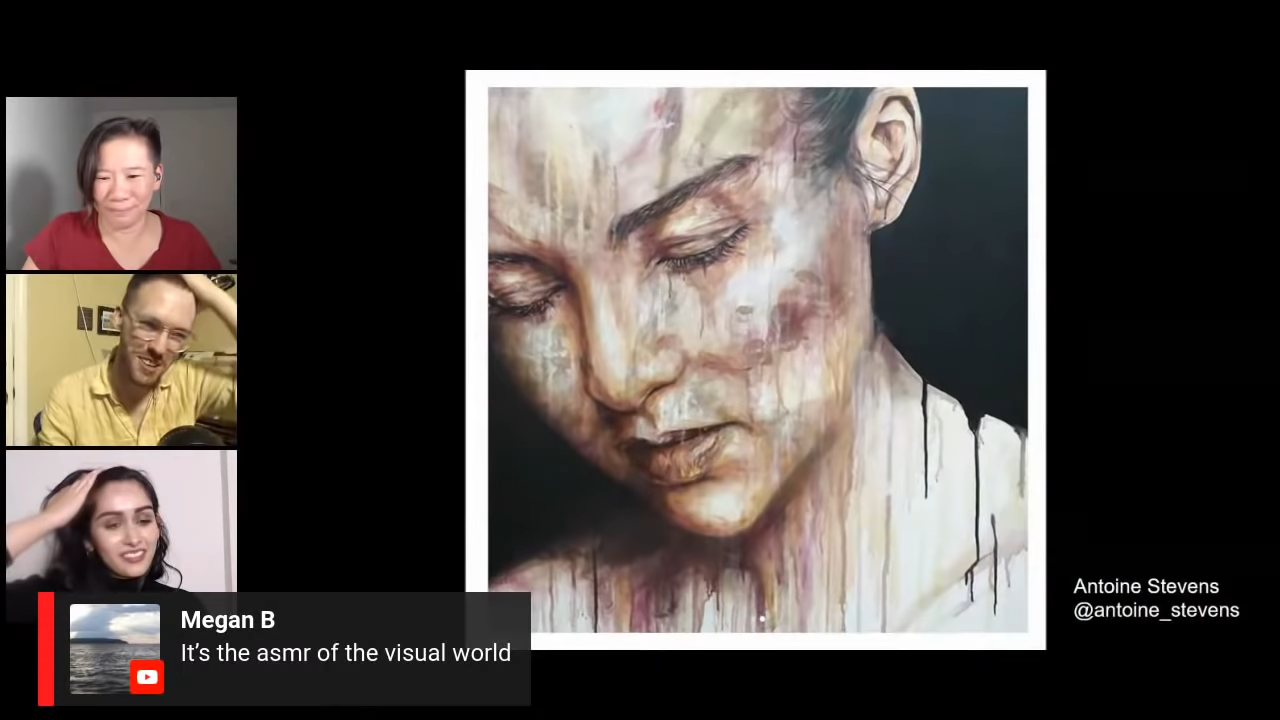 Antoine Stevens
@antoine_stevens
Megan B
It's the asmr of the visual world